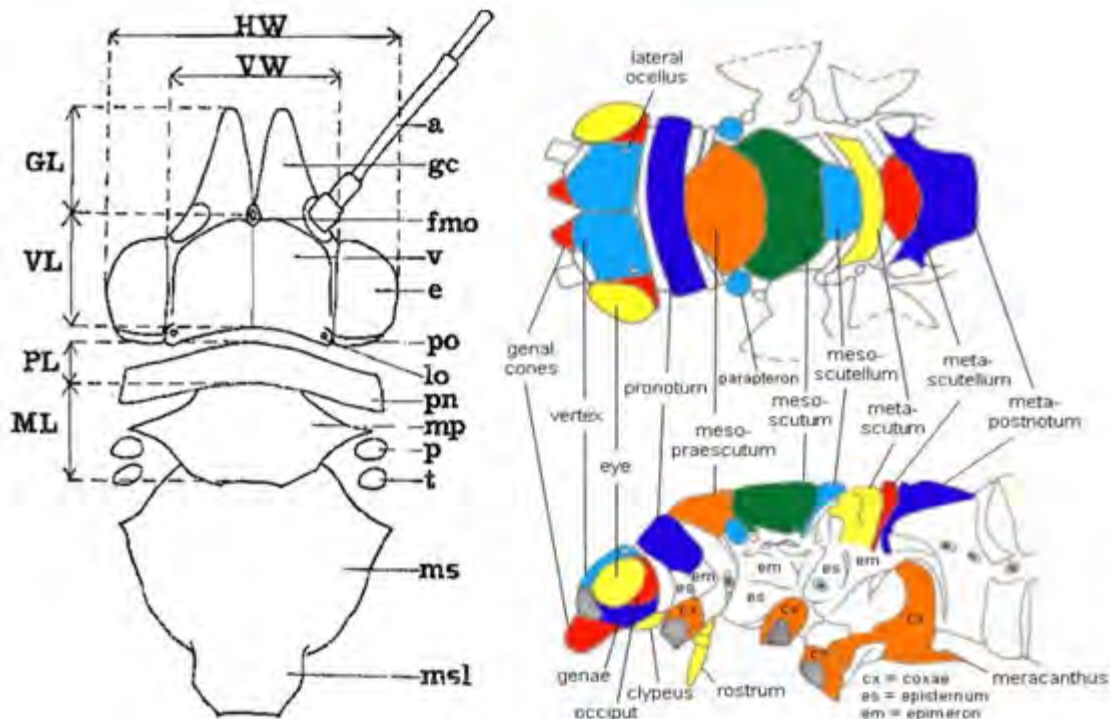 HW
VW
GL
VL
PL
ML
a
gc
fmo
v
e
po
lo
pn
mp
p
t
ms
msl
lateral
ocellus
genal
cones
vertex
eye
pronotum
meso-
praescutum
parapteron
meso-
scutum
meso-
scutellum
meta-
scutum
meta-
scutellum
meta-
postnotum
em
es
em
es
es
em
cx
cx
cx
cx
genae
occiput
clypeus
rostrum
meracanthus
cx = coxae
es = episternum
em = epimeron